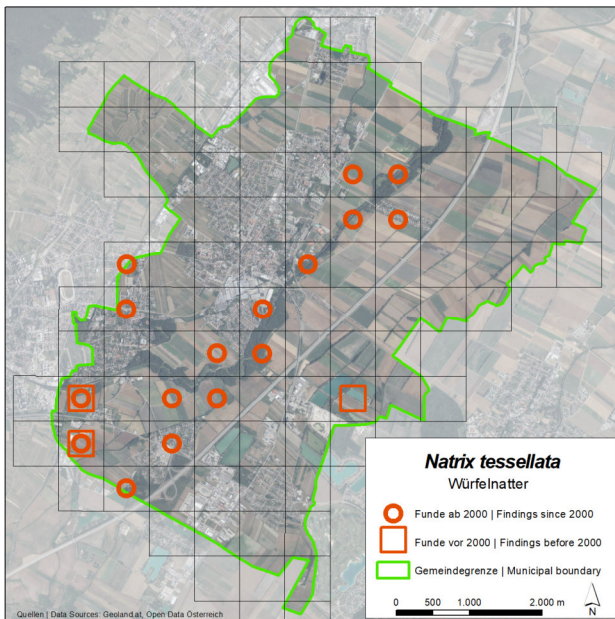 Natrix tessellata
Würfelnatter
Funde ab 2000 | Findings since 2000
Funde vor 2000 | Findings before 2000
Gemeindegrenze | Municipal boundary
0 500 1.000 2.000 m
N
Quellen | Data Sources: Geoland.at, Open Data Österreich